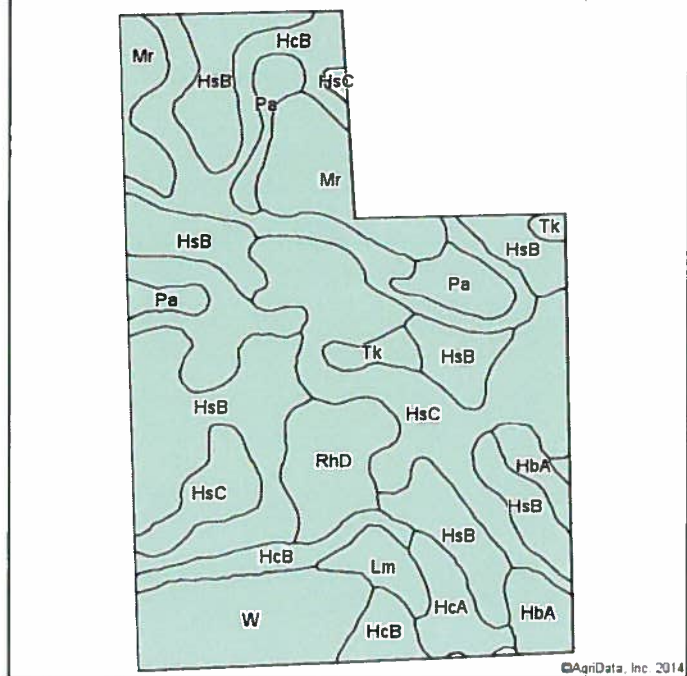 HcB
Mr
HsB
HsC
Pa
Mr
Tk
HsB
HsB
Pa
Pa
Tk
HsB
HsB
HsC
RhD
HbA
HsC
HsB
HsB
HcB
Lm
HcA
HbA
W
HcB
©AgriData, Inc. 2014